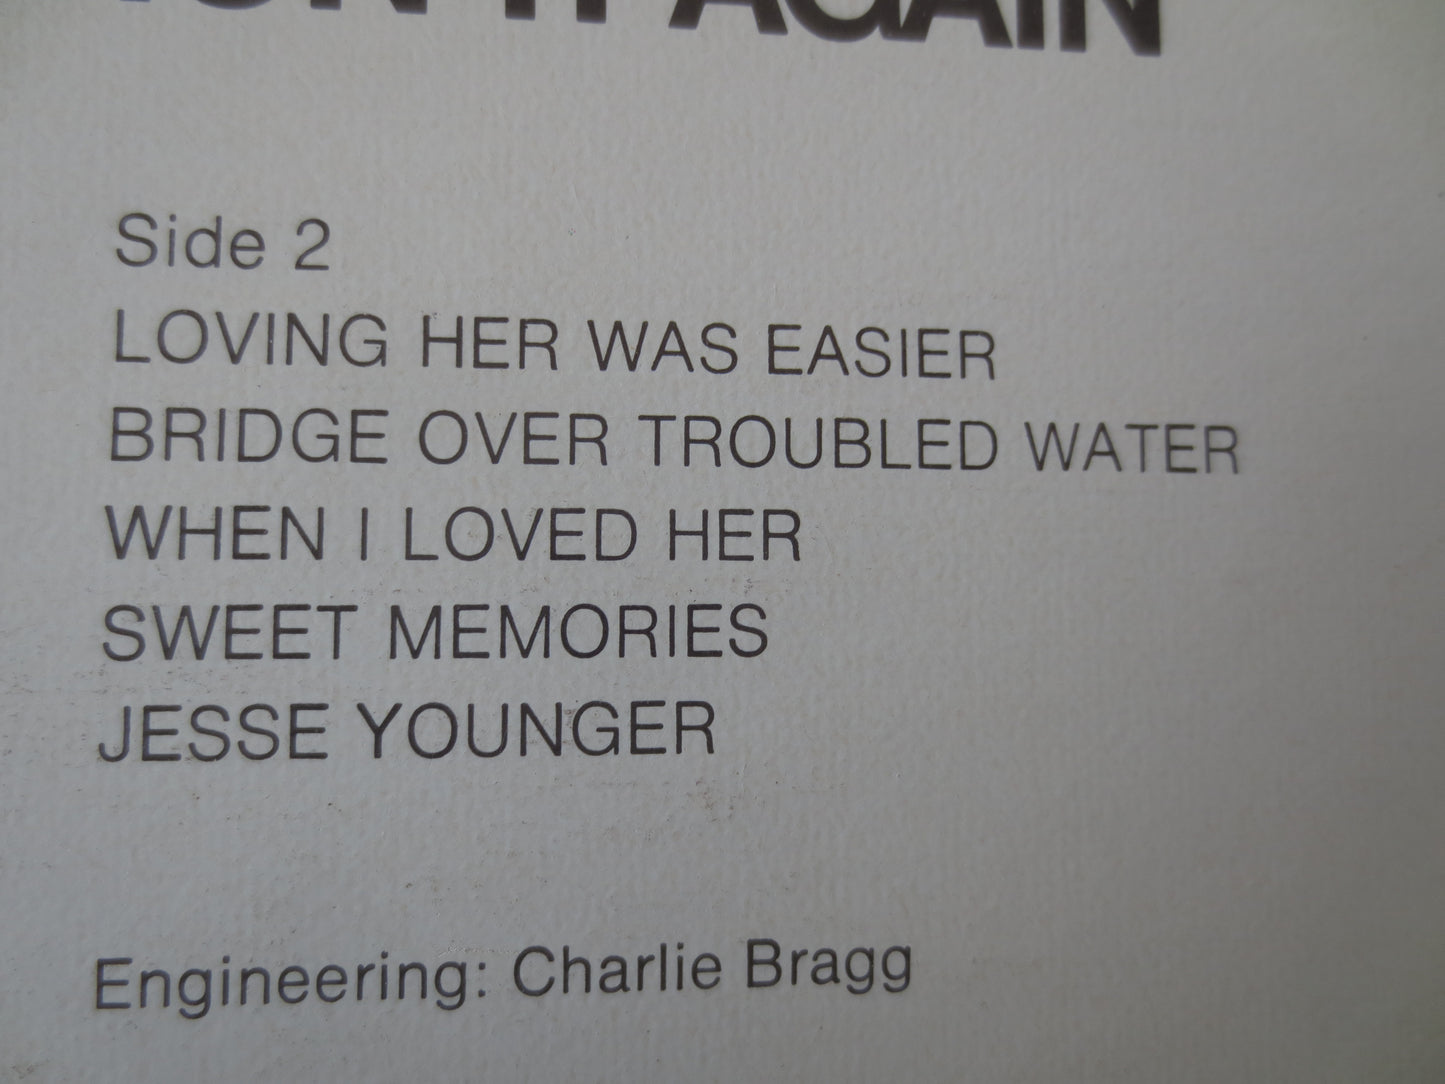 AGAIN
Side 2
LOVING HER WAS EASIER
BRIDGE OVER TROUBLED WATER
WHEN I LOVED HER
SWEET MEMORIES
JESSE YOUNGER
Engineering: Charlie Bragg